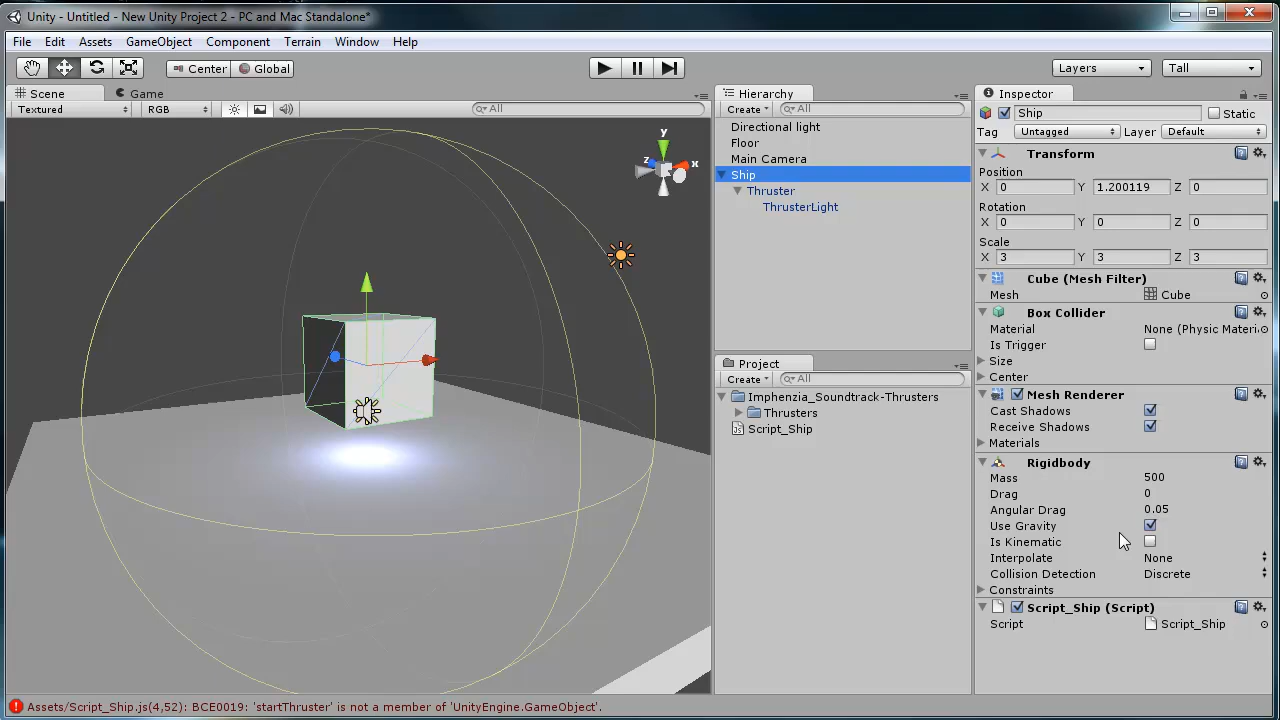 Unity - Untitled - New Unity Project 2 - PC and Mac Standalone*
File Edit Assets GameObject Component Terrain Window Help
Center Global Layers Tall
Scene Game
Textured RGB All
y
z
x
Hierarchy
Create All
Directional light
Floor
Main Camera
Ship
Thruster
ThrusterLight
Project
Create All
Imphenzia_Soundtrack-Thrusters
Thrusters
Script_Ship
Inspector
Ship Static
Tag Untagged Layer Default
Transform
Position
X 0 Y 1.200119 Z 0
Rotation
X 0 Y 0 Z 0
Scale
X 3 Y 3 Z 3
Cube (Mesh Filter)
Mesh Cube
Box Collider
Material None (Physic Materi
Is Trigger
Size
Center
Mesh Renderer
Cast Shadows
Receive Shadows
Materials
Rigidbody
Mass 500
Drag 0
Angular Drag 0.05
Use Gravity
Is Kinematic
Interpolate None
Collision Detection Discrete
Constraints
Script_Ship (Script)
Script Script_Ship
Assets/Script_Ship.js(4,52): BCE0019: 'startThruster' is not a member of 'UnityEngine.GameObject'.